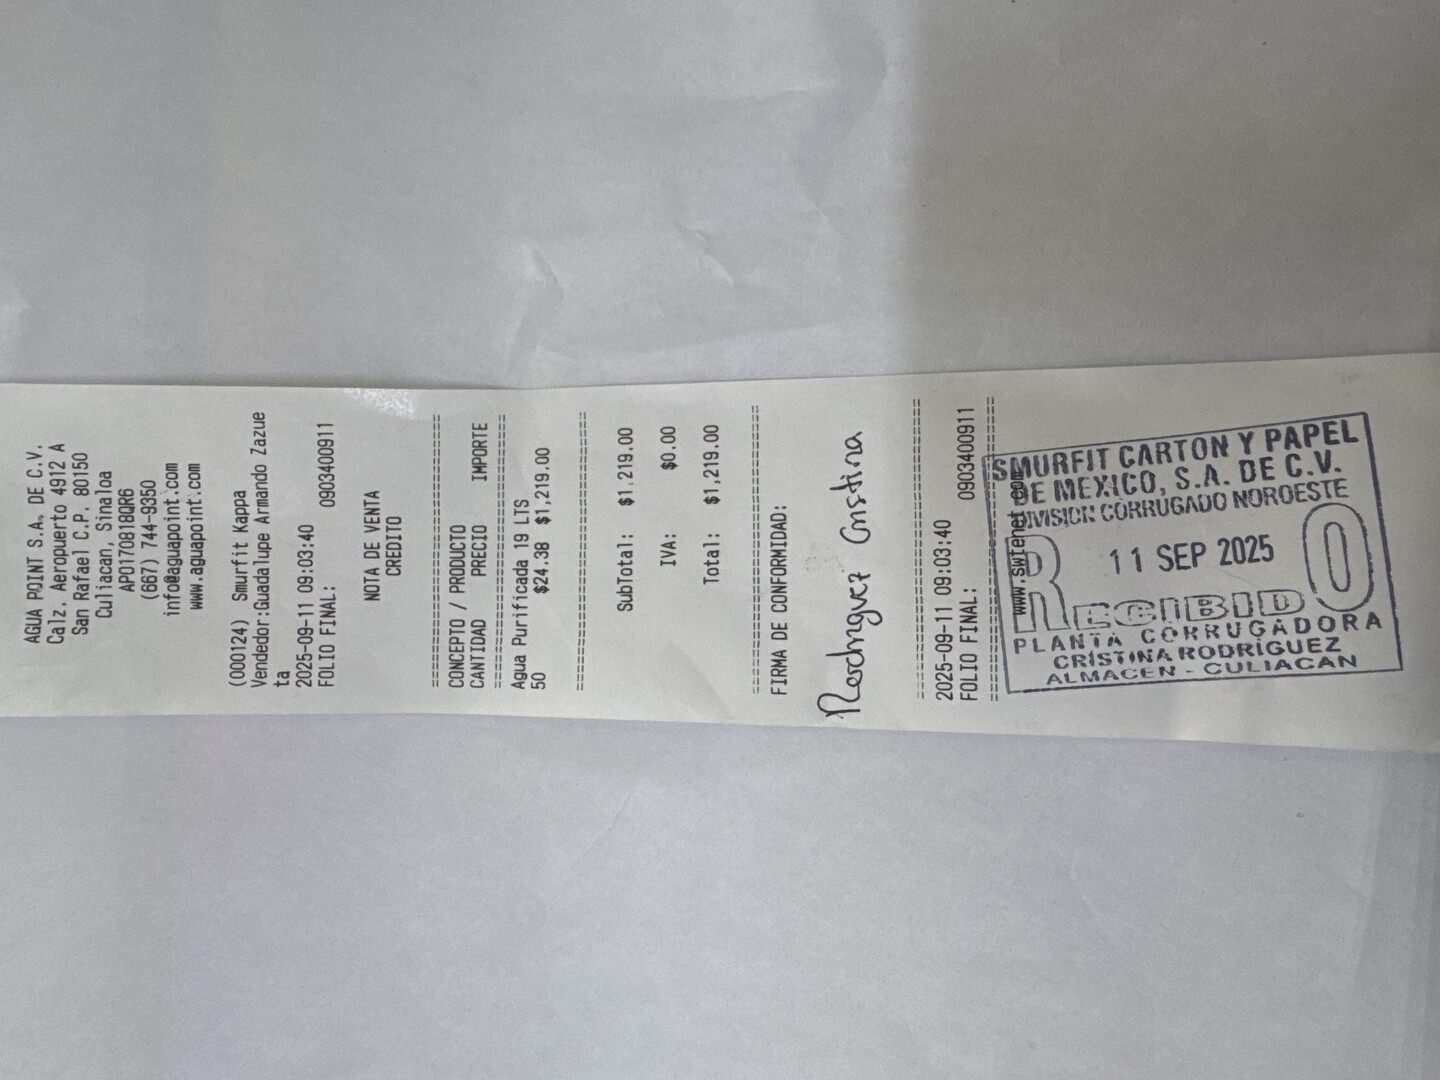 AGUA POINT S.A. DE C.V.
Calz. Aeropuerto 4912 A
San Rafael C.P. 80150
Culiacan, Sinaloa
APO170818QR6
(667) 744-9350
info@aguapoint.com
www.aguapoint.com
(000124) Smurfit Kappa
Vendedor:Guadalupe Armando Zazue
ta
2025-09-11 09:03:40
FOLIO FINAL: 0903400911
NOTA DE VENTA
CREDITO
================================
CONCEPTO / PRODUCTO
CANTIDAD PRECIO IMPORTE
================================
Agua Purificada 19 LTS
50 $24.38 $1,219.00
================================
SubTotal: $1,219.00
IVA: $0.00
Total: $1,219.00
================================
FIRMA DE CONFORMIDAD:
Rodriguez Cristina
================================
2025-09-11 09:03:40
FOLIO FINAL: 0903400911
================================
www.swfenet.com
SMURFIT CARTON Y PAPEL
DE MEXICO, S.A. DE C.V.
DIVISION CORRUGADO NOROESTE
11 SEP 2025
RECIBIDO
PLANTA CORRUGADORA
CRISTINA RODRIGUEZ
ALMACEN - CULIACAN